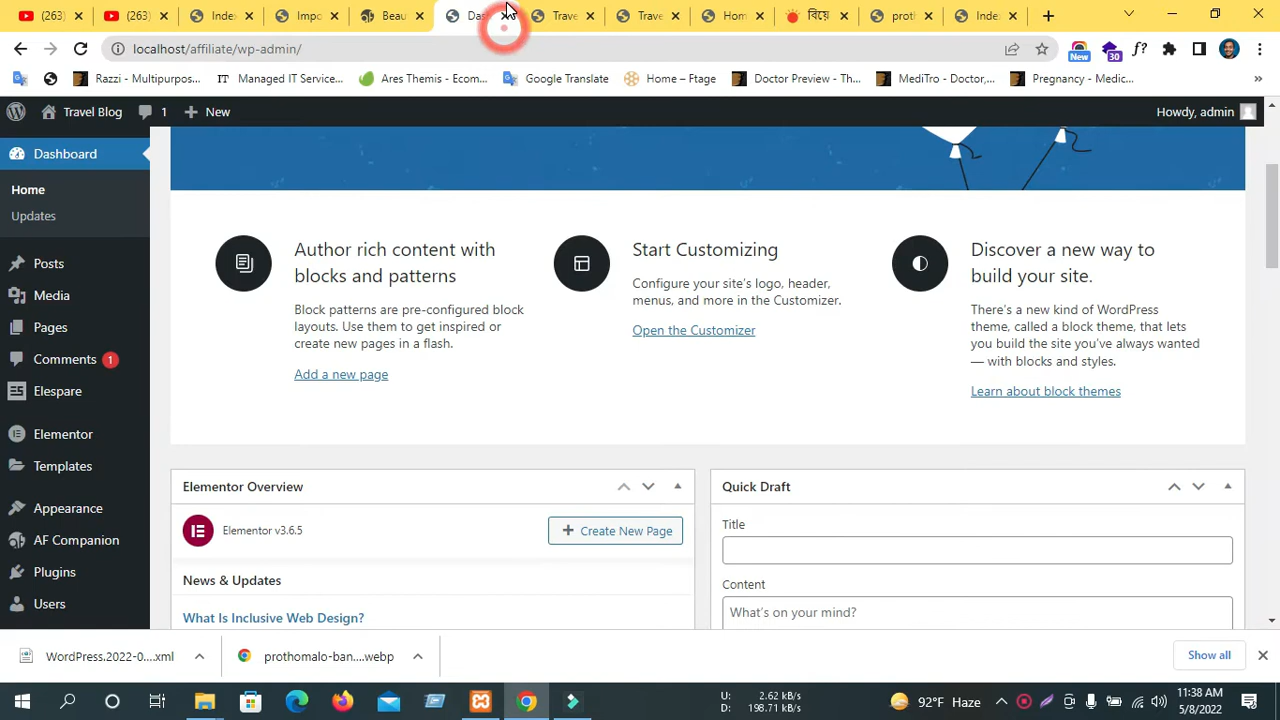 (263)
(263)
Index
Impo
Beau
Das
Trave
Trave
Hom
বিয়ে
proth
Index
localhost/affiliate/wp-admin/
New
30
f?
Razzi - Multipurpos...
IT Managed IT Service...
Ares Themis - Ecom...
Google Translate
Home – Ftage
Doctor Preview - Th...
MediTro - Doctor,...
Pregnancy - Medic...
»
Travel Blog
1
+ New
Howdy, admin
Dashboard
Home
Updates
Posts
Media
Pages
Comments 1
Elespare
Elementor
Templates
Appearance
AF Companion
Plugins
Users
Author rich content with
blocks and patterns
Block patterns are pre-configured block
layouts. Use them to get inspired or
create new pages in a flash.
Add a new page
Start Customizing
Configure your site's logo, header,
menus, and more in the Customizer.
Open the Customizer
Discover a new way to
build your site.
There's a new kind of WordPress
theme, called a block theme, that lets
you build the site you've always wanted
— with blocks and styles.
Learn about block themes
Elementor Overview
Elementor v3.6.5
+ Create New Page
News & Updates
What Is Inclusive Web Design?
Quick Draft
Title
Content
What's on your mind?
WordPress.2022-0....xml
prothomalo-ban....webp
Show all
U: 2.62 kB/s
D: 198.71 kB/s
92°F Haze
11:38 AM
5/8/2022